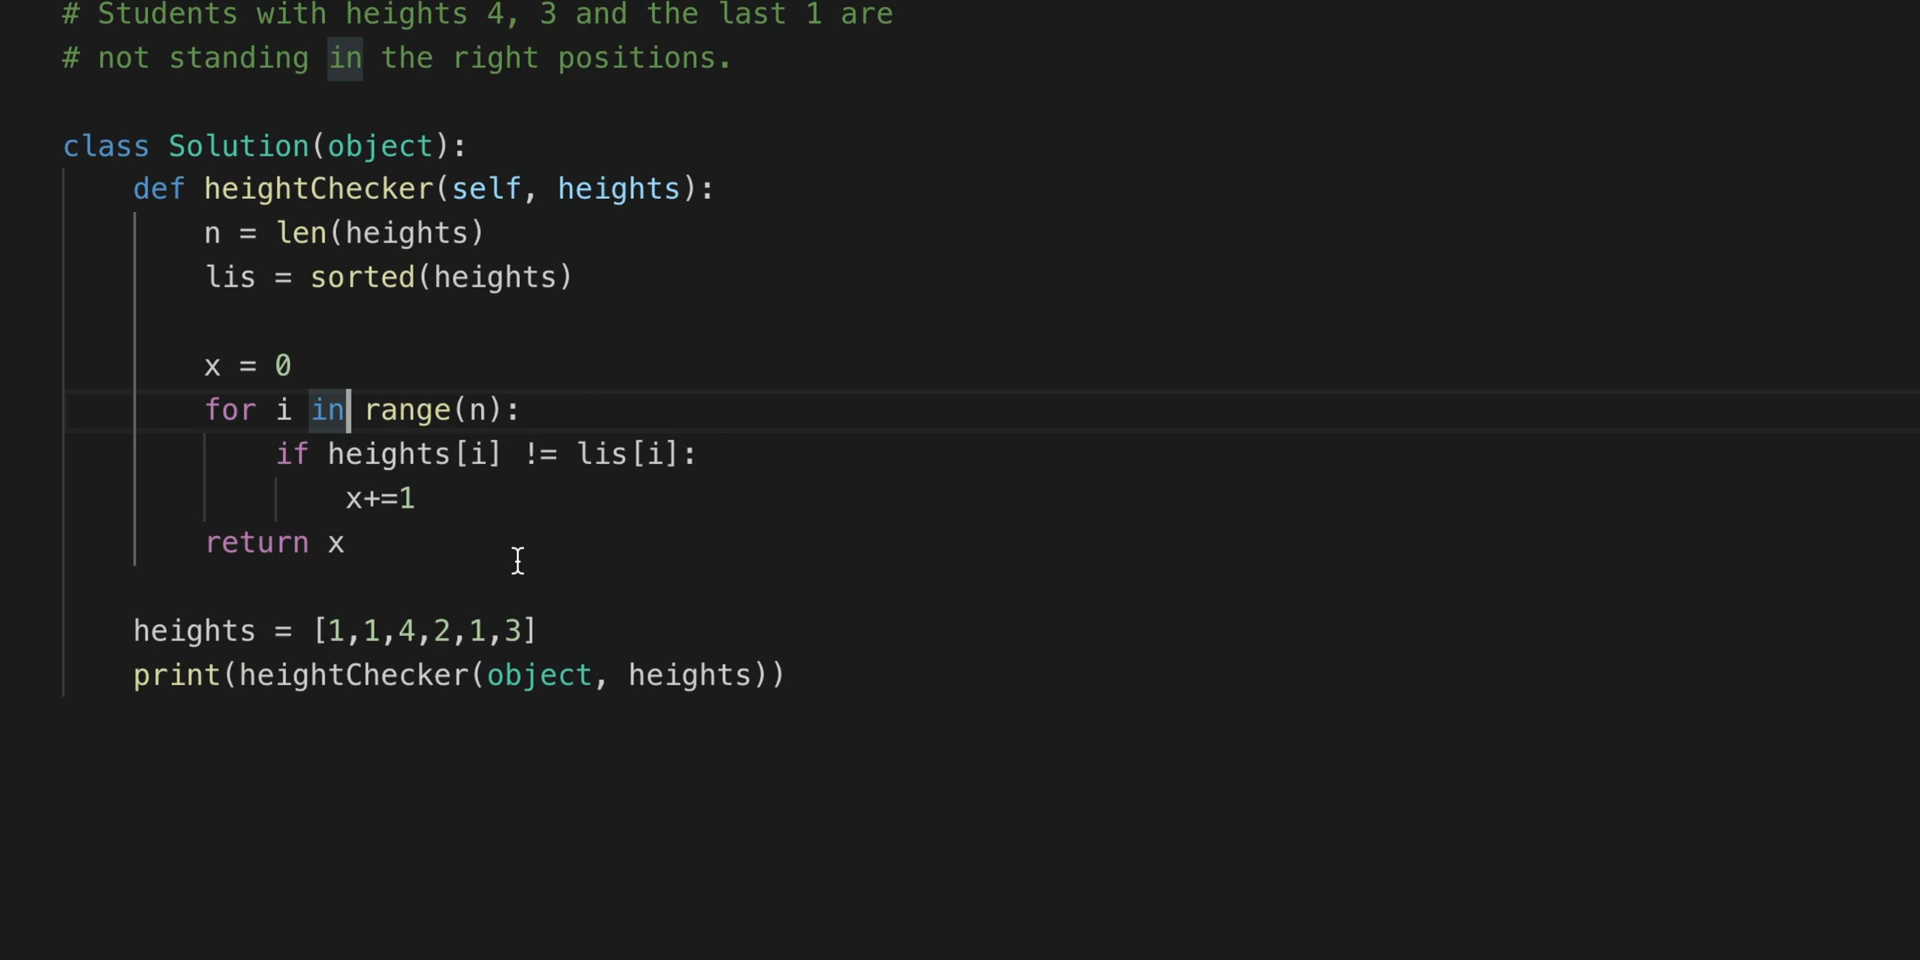 # Students with heights 4, 3 and the last 1 are
# not standing in the right positions.
class Solution(object):
    def heightChecker(self, heights):
        n = len(heights)
        lis = sorted(heights)
        x = 0
        for i in range(n):
            if heights[i] != lis[i]:
                x+=1
        return x
    heights = [1,1,4,2,1,3]
    print(heightChecker(object, heights))